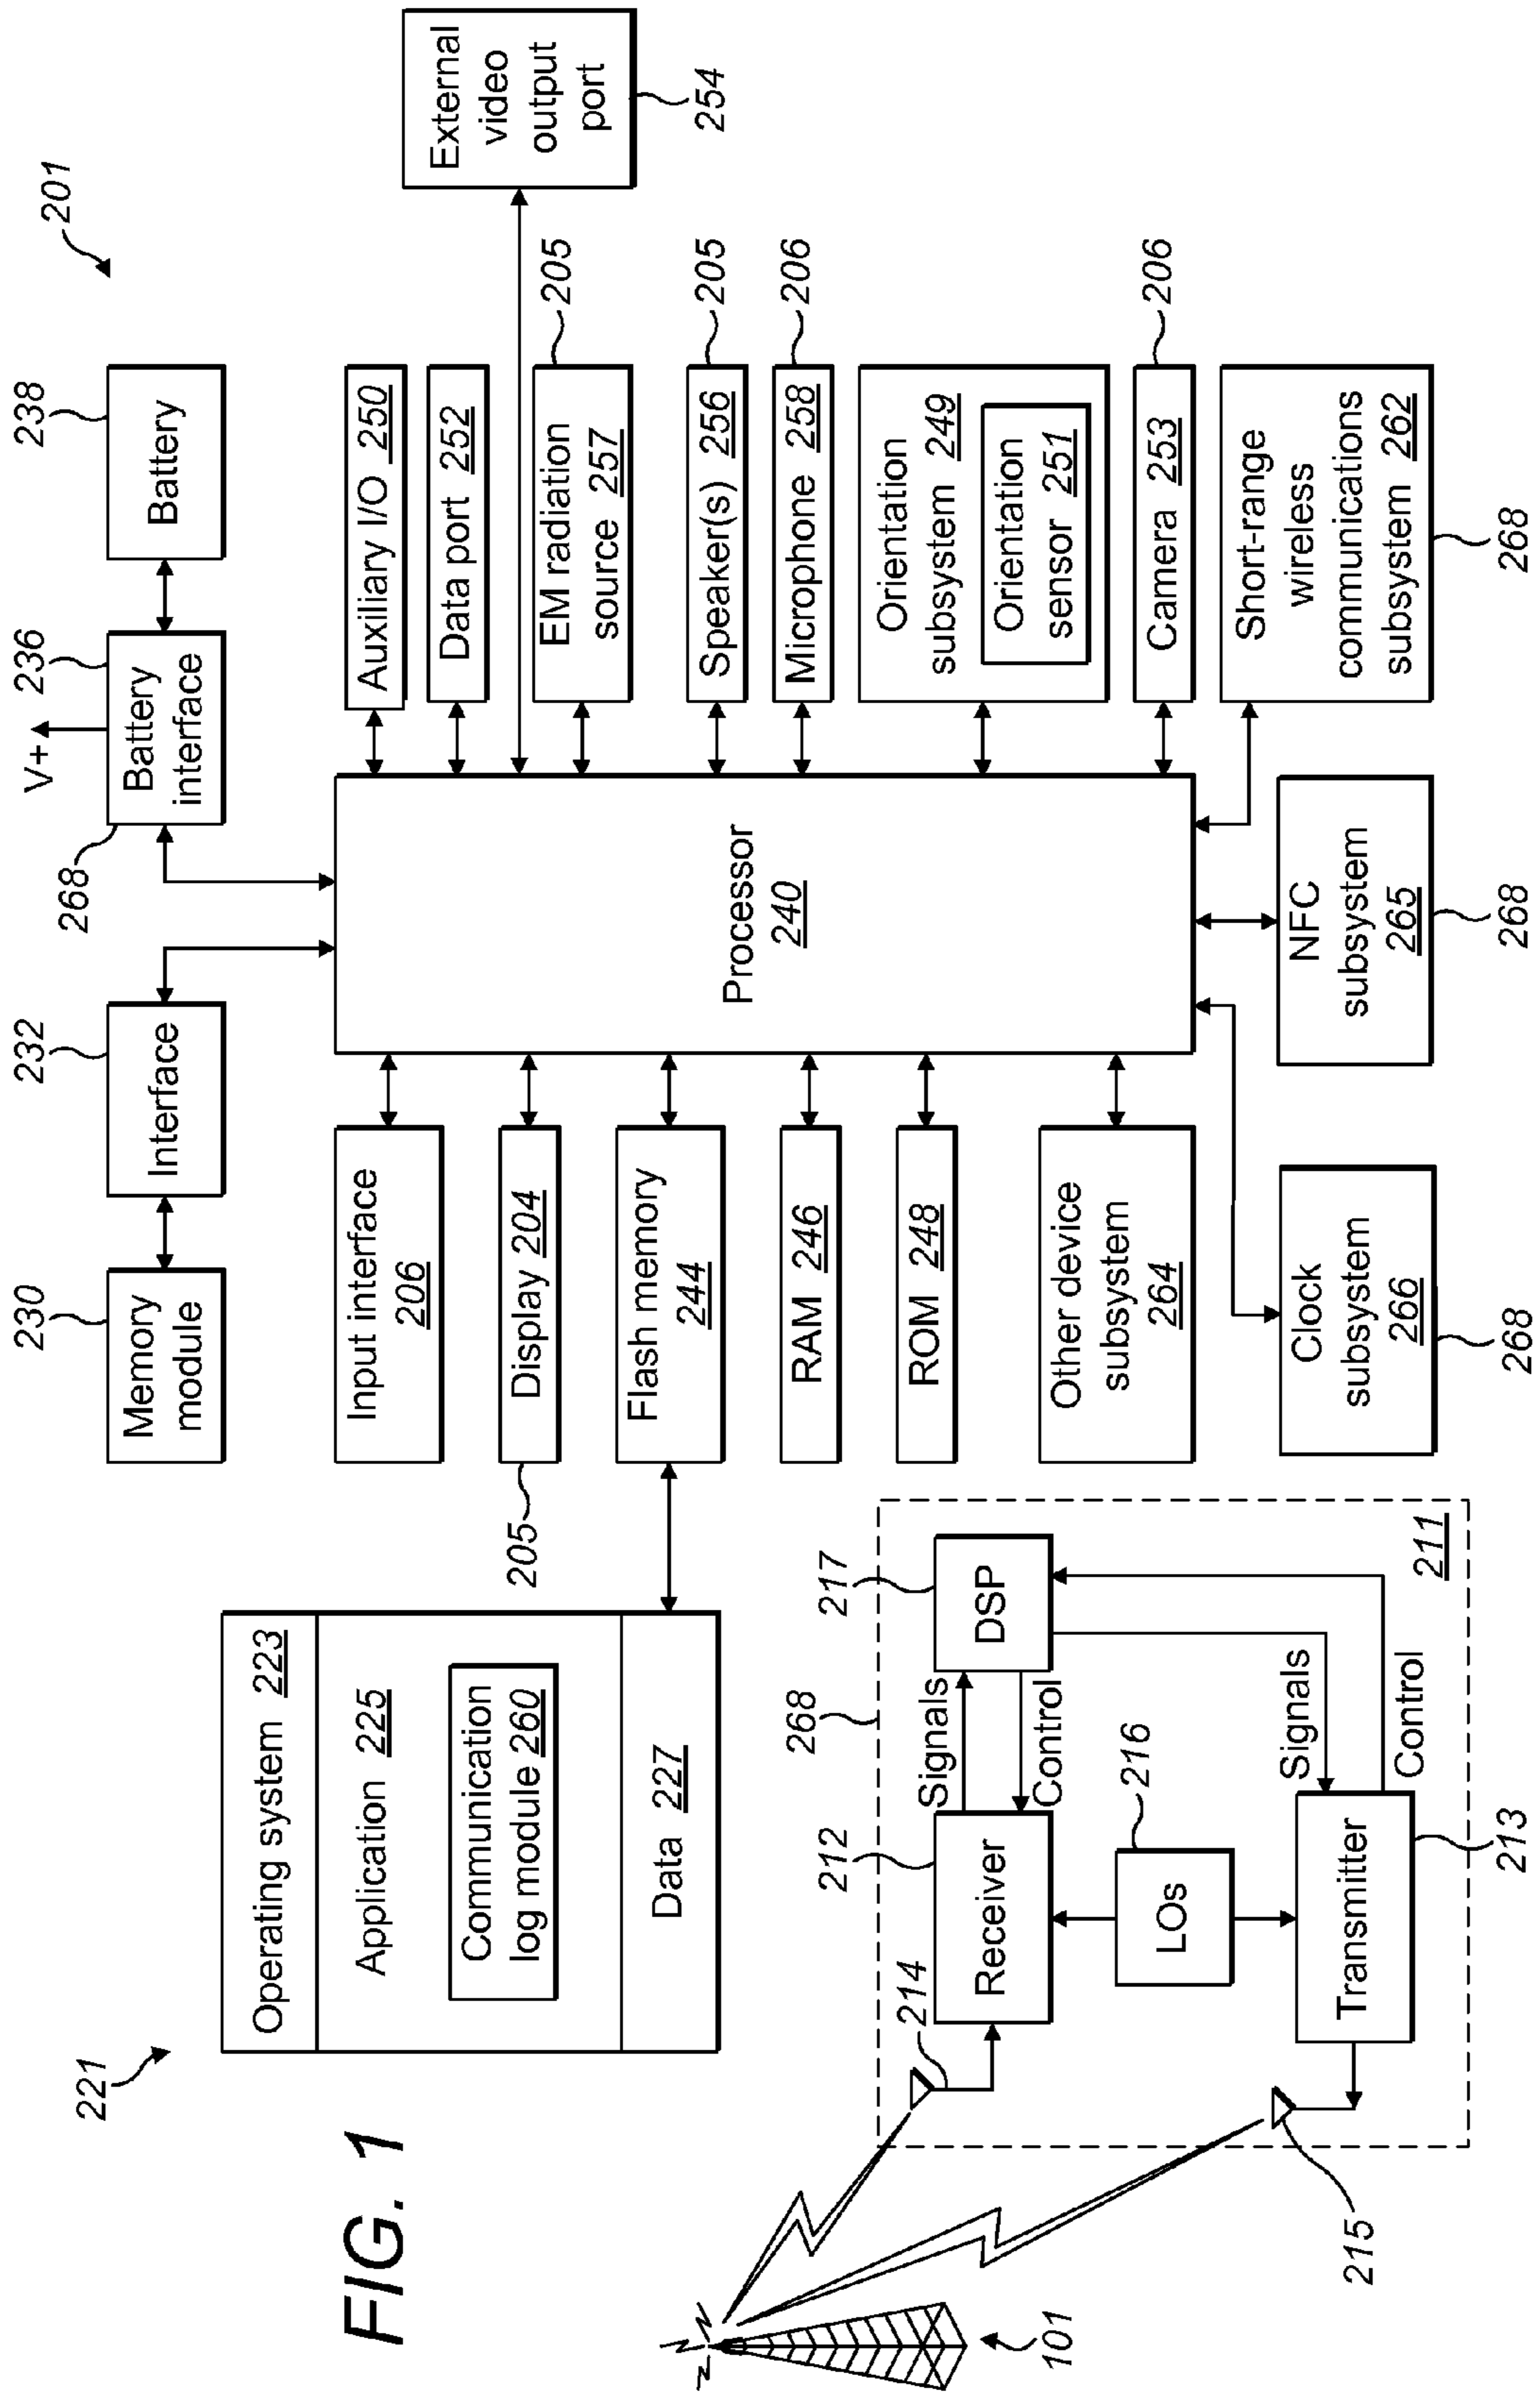 FIG. 1
201
221
Operating system 223
Application 225
Communication
log module 260
Data 227
230
Memory
module
232
Interface
V+
236
Battery
interface
268
238
Battery
Input interface
206
Display 204
205
Flash memory
244
RAM 246
ROM 248
Other device
subsystem
264
Processor
240
Auxiliary I/O 250
Data port 252
EM radiation
source 257
205
External
video
output
port
254
Speaker(s) 256
205
Microphone 258
206
Orientation
subsystem 249
Orientation
sensor 251
Camera 253
206
Short-range
wireless
communications
subsystem 262
268
NFC
subsystem
265
268
Clock
subsystem
266
268
101
268
211
214
212
Receiver
Signals
Control
217
DSP
216
LOs
Signals
Control
Transmitter
213
215